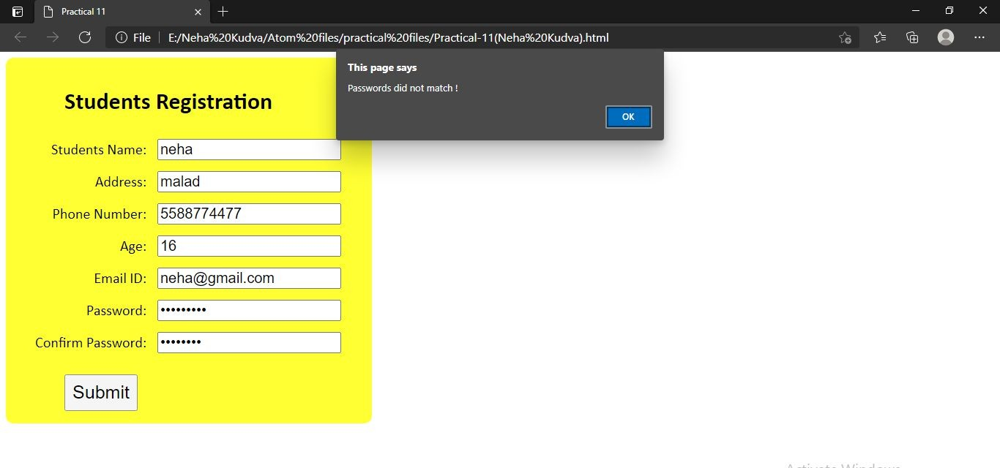 Practical 11
File E:/Neha%20Kudva/Atom%20files/practical%20files/Practical-11(Neha%20Kudva).html
This page says
Passwords did not match !
OK
Students Registration
Students Name: neha
Address: malad
Phone Number: 5588774477
Age: 16
Email ID: neha@gmail.com
Password: •••••••••
Confirm Password: ••••••••
Submit
Activate Windows